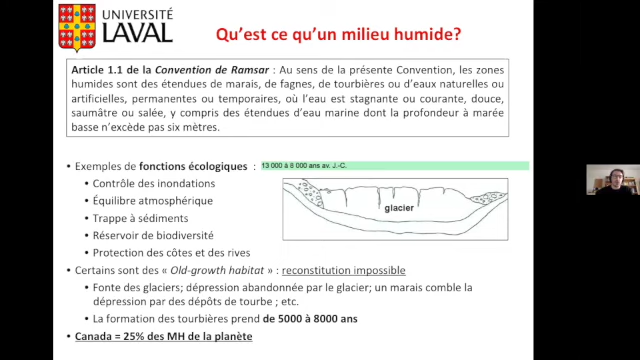 UNIVERSITÉ
LAVAL
Qu'est ce qu'un milieu humide?
Article 1.1 de la Convention de Ramsar : Au sens de la présente Convention, les zones
humides sont des étendues de marais, de fagnes, de tourbières ou d'eaux naturelles ou
artificielles, permanentes ou temporaires, où l'eau est stagnante ou courante, douce,
saumâtre ou salée, y compris des étendues d'eau marine dont la profondeur à marée
basse n'excède pas six mètres.
• Exemples de fonctions écologiques :
13 000 à 8 000 ans av. J.-C.
• Contrôle des inondations
• Équilibre atmosphérique
• Trappe à sédiments
• Réservoir de biodiversité
• Protection des côtes et des rives
glacier
• Certains sont des « Old-growth habitat » : reconstitution impossible
• Fonte des glaciers; dépression abandonnée par le glacier; un marais comble la
dépression par des dépôts de tourbe ; etc.
• La formation des tourbières prend de 5000 à 8000 ans
• Canada = 25% des MH de la planète